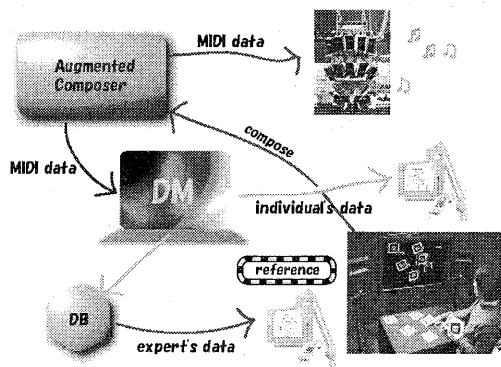 MIDI data
Augmented
Composer
compose
MIDI data
DM
individual's data
reference
DB
expert's data